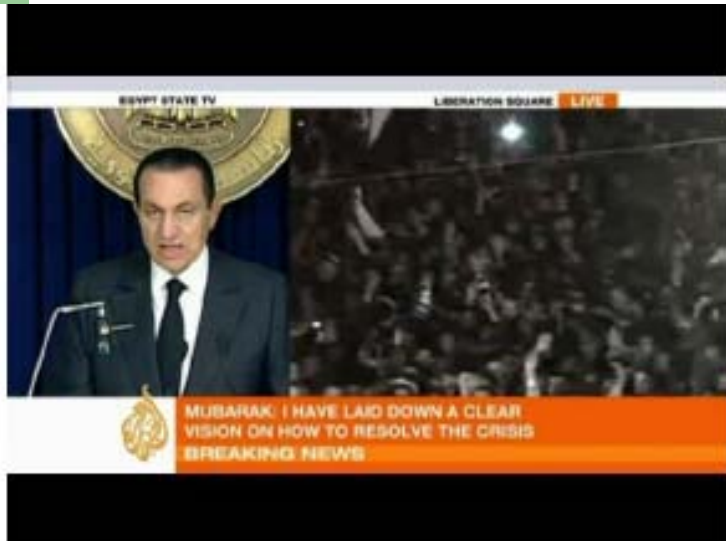 EGYPT STATE TV
LIBERATION SQUARE LIVE
MUBARAK: I HAVE LAID DOWN A CLEAR
VISION ON HOW TO RESOLVE THE CRISIS
BREAKING NEWS